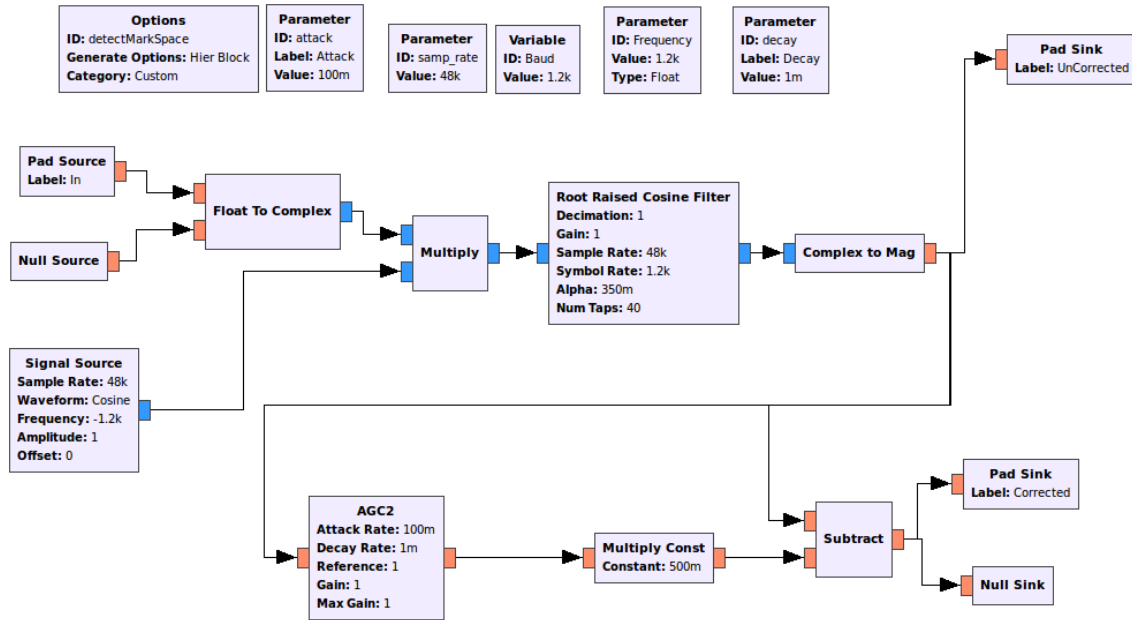 Options
ID: detectMarkSpace
Generate Options: Hier Block
Category: Custom
Parameter
ID: attack
Label: Attack
Value: 100m
Parameter
ID: samp_rate
Value: 48k
Variable
ID: Baud
Value: 1.2k
Parameter
ID: Frequency
Value: 1.2k
Type: Float
Parameter
ID: decay
Label: Decay
Value: 1m
Pad Sink
Label: UnCorrected
Pad Source
Label: In
Null Source
Float To Complex
Multiply
Root Raised Cosine Filter
Decimation: 1
Gain: 1
Sample Rate: 48k
Symbol Rate: 1.2k
Alpha: 350m
Num Taps: 40
Complex to Mag
Signal Source
Sample Rate: 48k
Waveform: Cosine
Frequency: -1.2k
Amplitude: 1
Offset: 0
AGC2
Attack Rate: 100m
Decay Rate: 1m
Reference: 1
Gain: 1
Max Gain: 1
Multiply Const
Constant: 500m
Subtract
Pad Sink
Label: Corrected
Null Sink